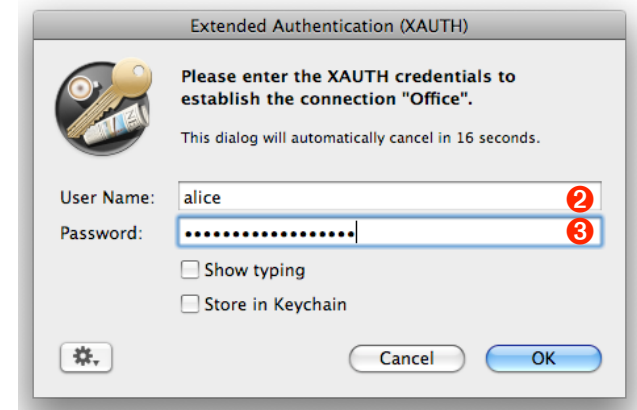 Extended Authentication (XAUTH)
Please enter the XAUTH credentials to
establish the connection "Office".
This dialog will automatically cancel in 16 seconds.
User Name: alice 2
Password: •••••••••••••••••• 3
Show typing
Store in Keychain
Cancel OK